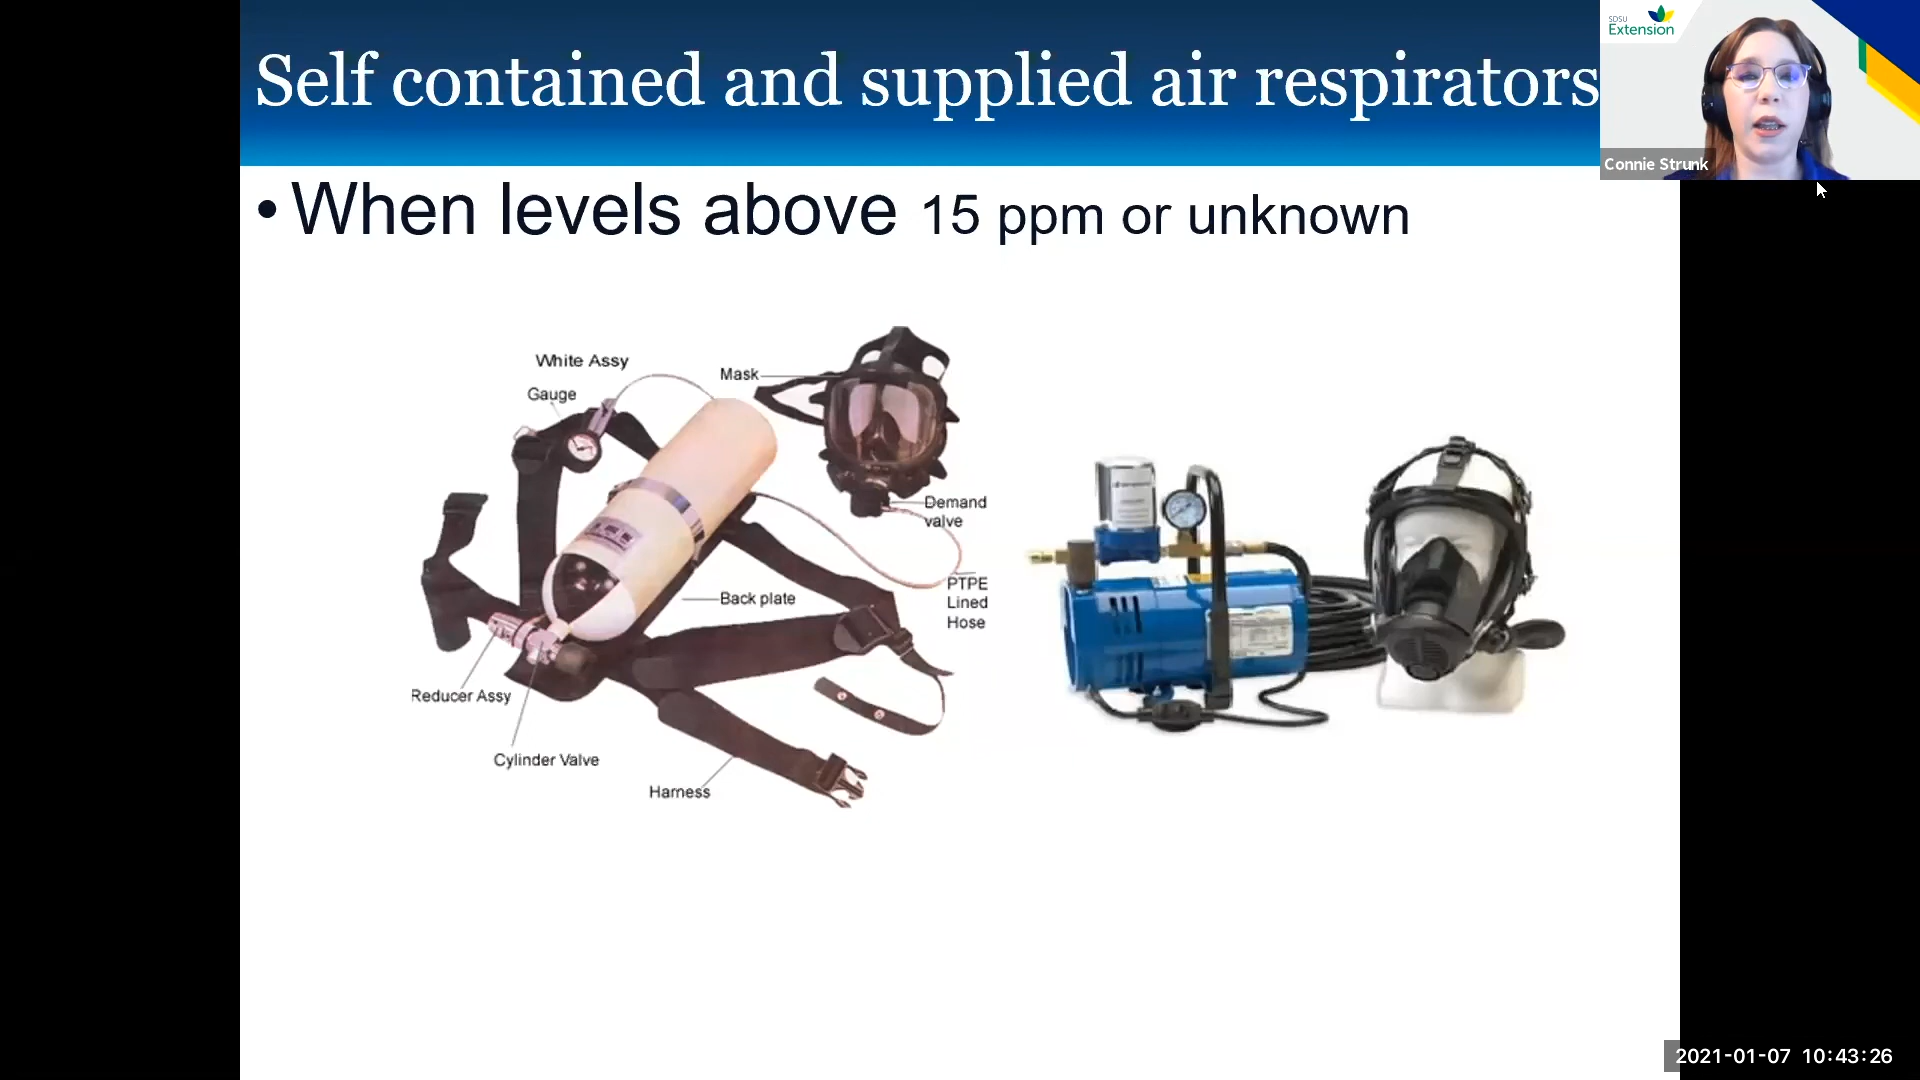 Self contained and supplied air respirators
SDSU
Extension
Connie Strunk
• When levels above 15 ppm or unknown
White Assy
Gauge
Mask
Demand
valve
PTPE
Lined
Hose
Back plate
Reducer Assy
Cylinder Valve
Harness
2021-01-07 10:43:26